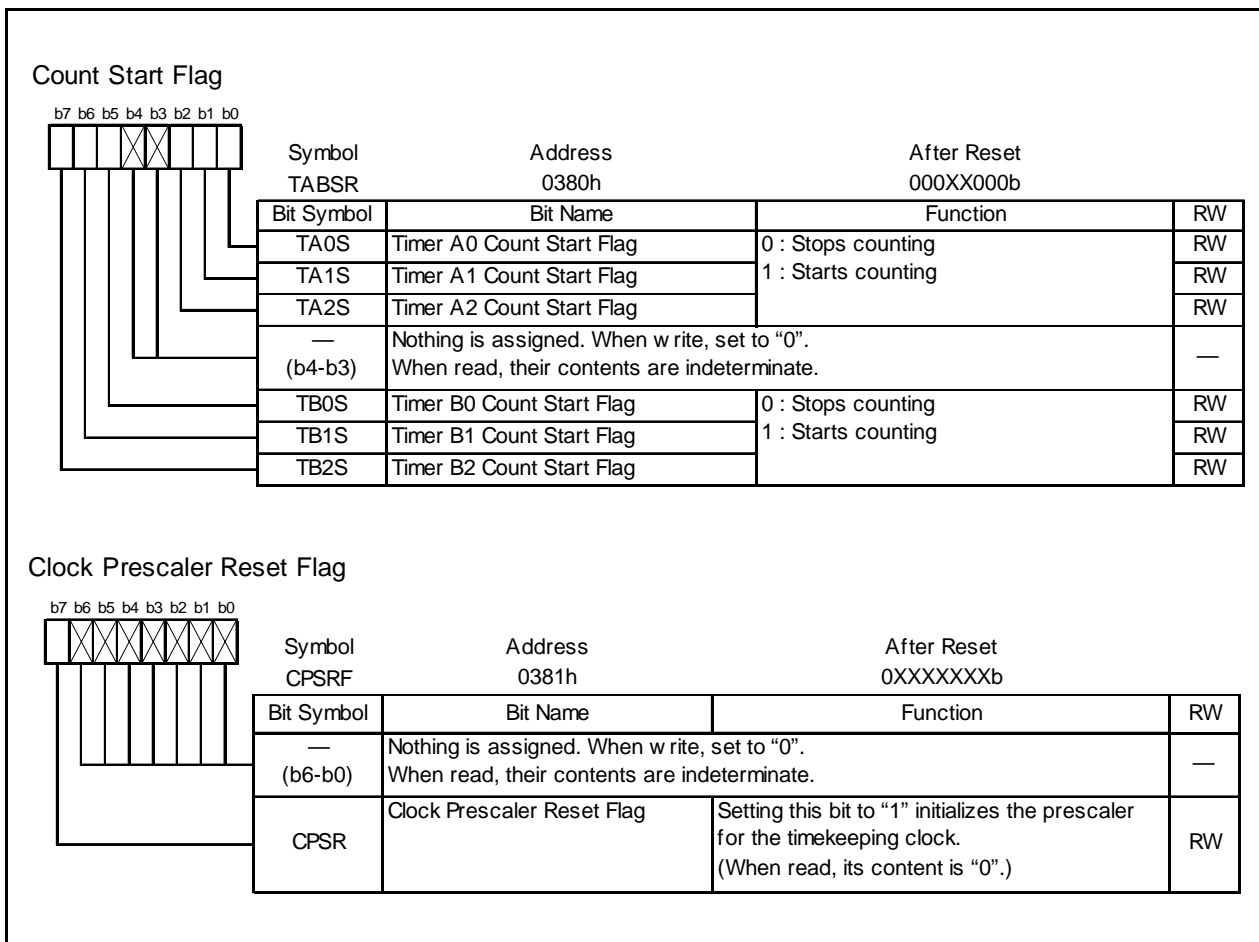 Count Start Flag
b7 b6 b5 b4 b3 b2 b1 b0
Symbol Address After Reset
TABSR 0380h 000XX000b
Bit Symbol Bit Name Function RW
TA0S Timer A0 Count Start Flag 0 : Stops counting RW
TA1S Timer A1 Count Start Flag 1 : Starts counting RW
TA2S Timer A2 Count Start Flag RW
— Nothing is assigned. When w rite, set to “0”.
(b4-b3) When read, their contents are indeterminate. —
TB0S Timer B0 Count Start Flag 0 : Stops counting RW
TB1S Timer B1 Count Start Flag 1 : Starts counting RW
TB2S Timer B2 Count Start Flag RW
Clock Prescaler Reset Flag
b7 b6 b5 b4 b3 b2 b1 b0
Symbol Address After Reset
CPSRF 0381h 0XXXXXXXb
Bit Symbol Bit Name Function RW
— Nothing is assigned. When w rite, set to “0”.
(b6-b0) When read, their contents are indeterminate. —
Clock Prescaler Reset Flag Setting this bit to “1” initializes the prescaler
CPSR for the timekeeping clock. RW
(When read, its content is “0”.)